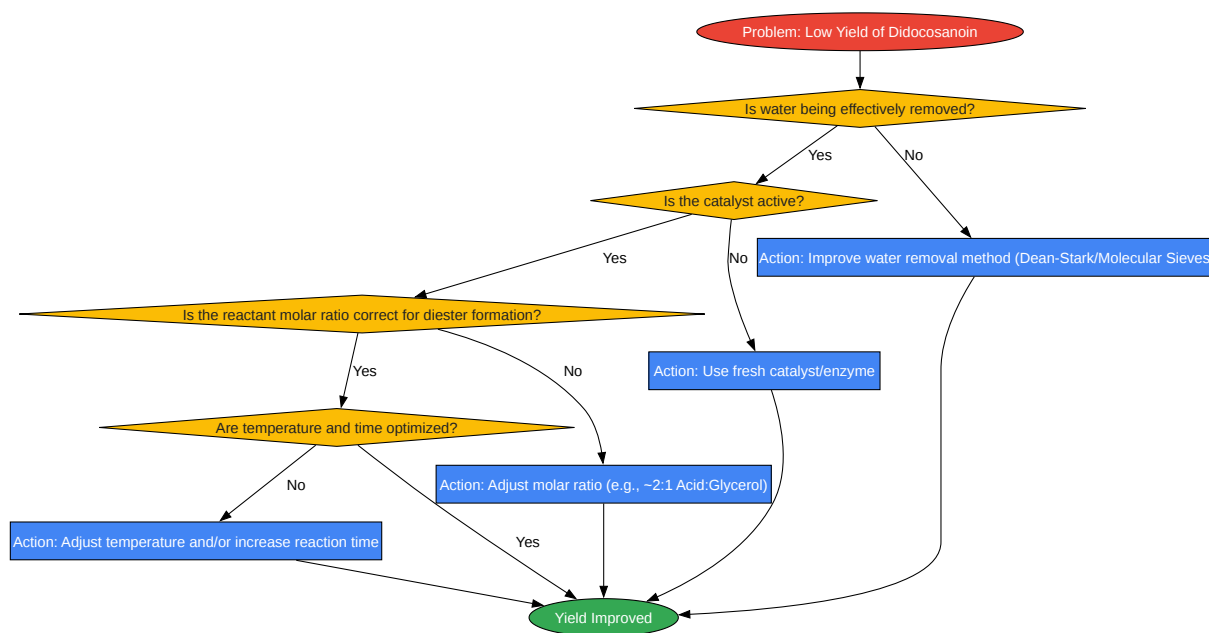 Problem: Low Yield of Didocosanoin
Is water being effectively removed?
Yes
No
Is the catalyst active?
Yes
No
Action: Improve water removal method (Dean-Stark/Molecular Sieves
Is the reactant molar ratio correct for diester formation?
Yes
No
Action: Use fresh catalyst/enzyme
Are temperature and time optimized?
No
Yes
Action: Adjust molar ratio (e.g., ~2:1 Acid:Glycerol)
Action: Adjust temperature and/or increase reaction time
Yield Improved